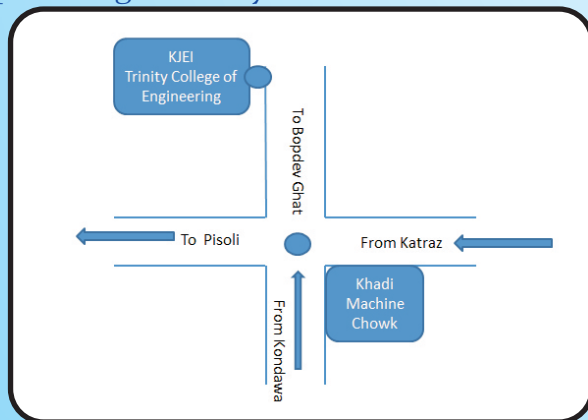 KJEI
Trinity College of
Engineering
To Bopdev Ghat
To Pisoli
From Katraz
Khadi
Machine
Chowk
From Kondawa